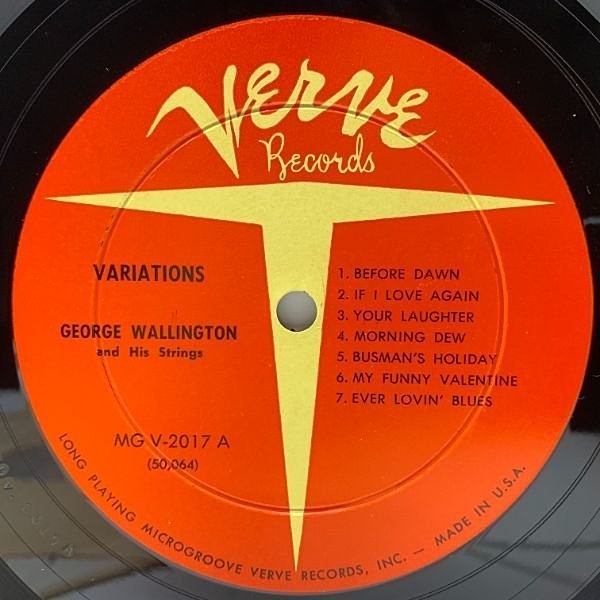 Verve
Records
VARIATIONS
GEORGE WALLINGTON
and His Strings
MG V-2017 A
(50,064)
1. BEFORE DAWN
2. IF I LOVE AGAIN
3. YOUR LAUGHTER
4. MORNING DEW
5. BUSMAN'S HOLIDAY
6. MY FUNNY VALENTINE
7. EVER LOVIN' BLUES
LONG PLAYING MICROGROOVE VERVE RECORDS, INC. — MADE IN U.S.A.